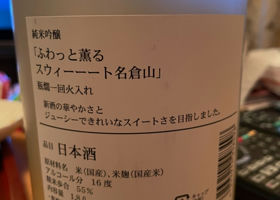 純米吟醸
「ふわっと薫る
スウィーーート名倉山」
瓶燗一回火入れ
新酒の華やかさと
ジューシーできれいなスイートさを目指しました。
品目 日本酒
原材料名 米(国産)、米麹(国産米)
アルコール分 16度
精米歩合 55%